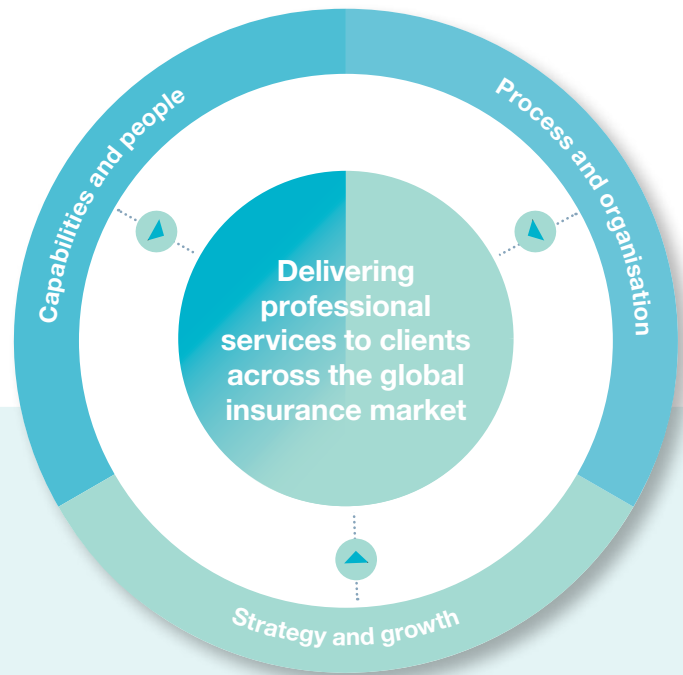 Capabilities and people
Process and organisation
Delivering
professional
services to clients
across the global
insurance market
Strategy and growth